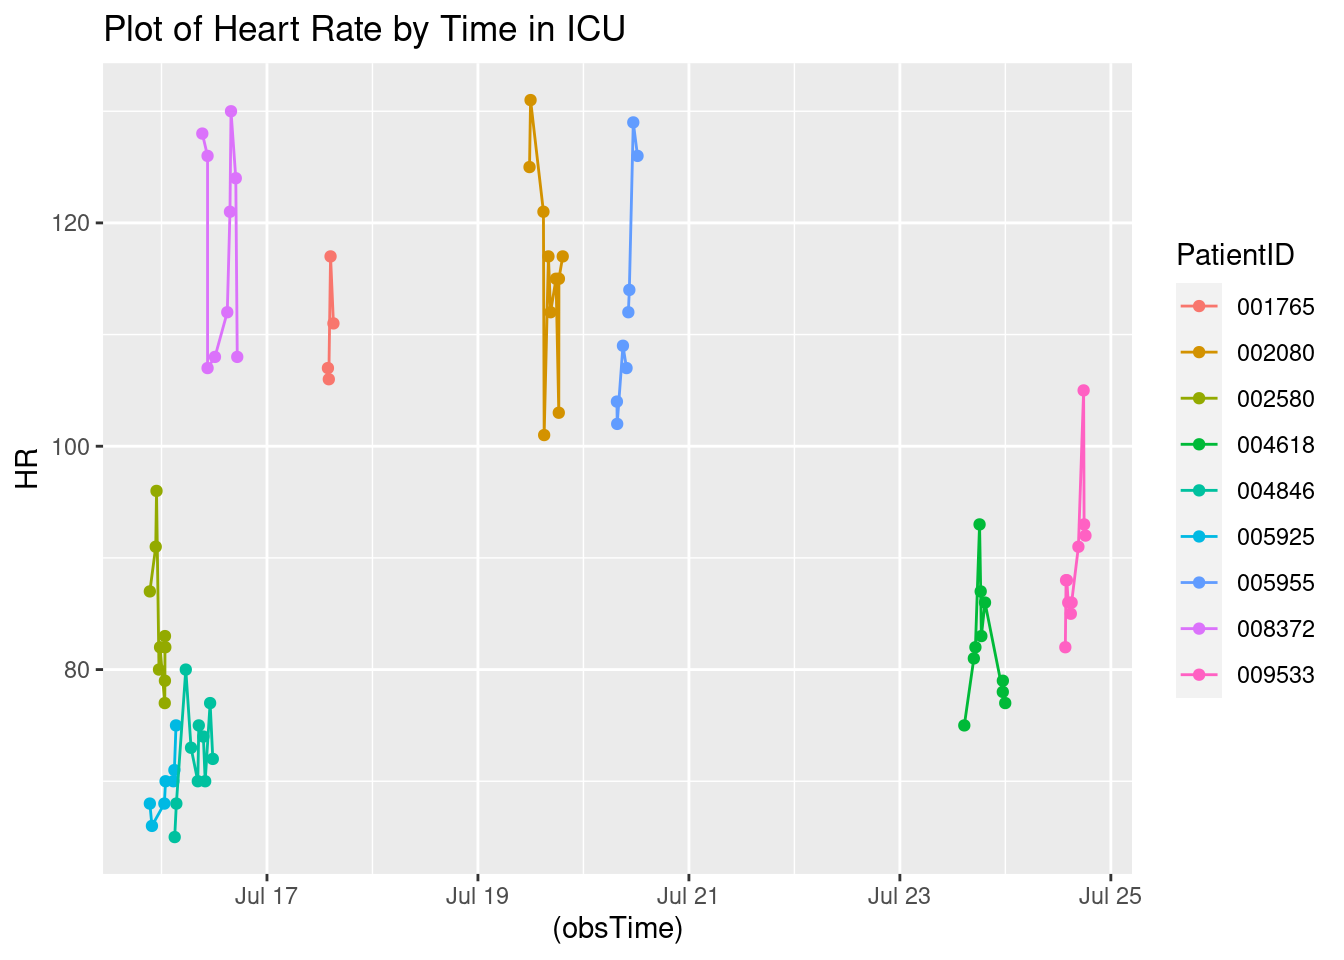 Plot of Heart Rate by Time in ICU
120
100
80
HR
Jul 17
Jul 19
Jul 21
Jul 23
Jul 25
(obsTime)
PatientID
001765
002080
002580
004618
004846
005925
005955
008372
009533